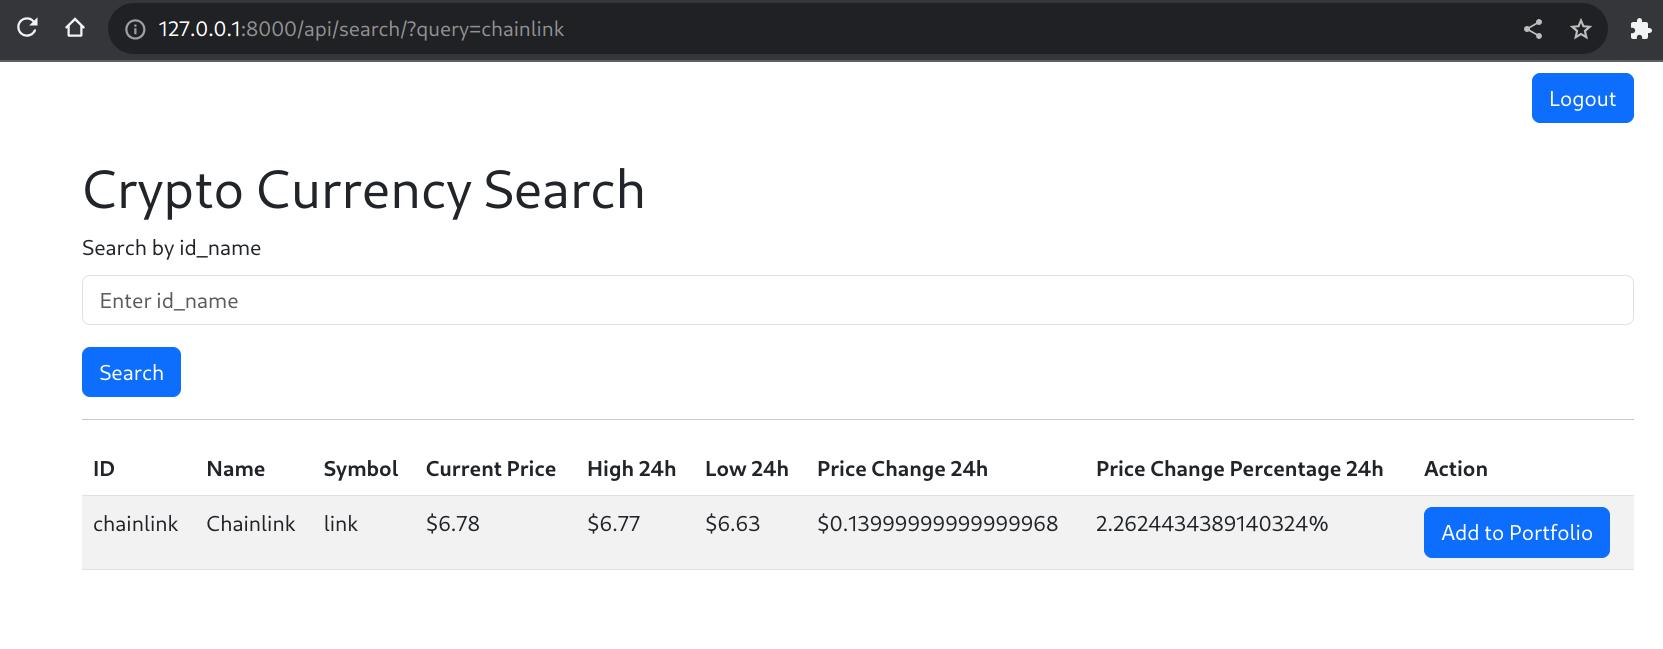 127.0.0.1:8000/api/search/?query=chainlink
Logout
Crypto Currency Search
Search by id_name
Enter id_name
Search
ID Name Symbol Current Price High 24h Low 24h Price Change 24h Price Change Percentage 24h Action
chainlink Chainlink link $6.78 $6.77 $6.63 $0.13999999999999968 2.2624434389140324% Add to Portfolio